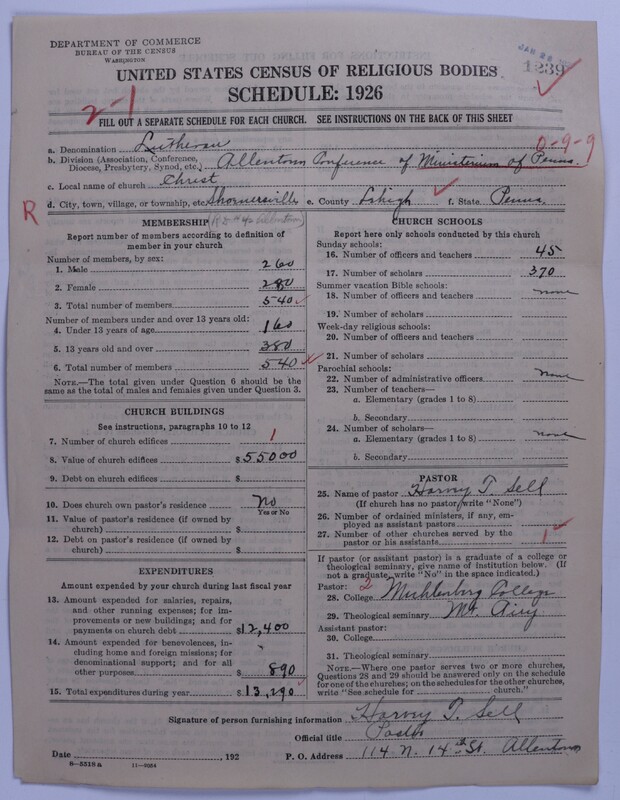 DEPARTMENT OF COMMERCE
BUREAU OF THE CENSUS
WASHINGTON
JAN
1239
UNITED STATES CENSUS OF RELIGIOUS BODIES
SCHEDULE: 1926
2-1
FILL OUT A SEPARATE SCHEDULE FOR EACH CHURCH. SEE INSTRUCTIONS ON THE BACK OF THIS SHEET
a. Denomination Lutheran
0-9-9
b. Division (Association, Conference, Diocese, Presbytery, Synod, etc.) Allentown Conference of Ministerium of Penna.
c. Local name of church Christ
R
d. City, town, village, or township, etc. Shoenersville e. County Lehigh f. State Penna.
MEMBERSHIP
Report number of members according to definition of member in your church
Number of members, by sex:
1. Male 260
2. Female 280
3. Total number of members 540
Number of members under and over 13 years old:
4. Under 13 years of age 160
5. 13 years old and over 380
6. Total number of members 540
NOTE.—The total given under Question 6 should be the same as the total of males and females given under Question 3.
CHURCH BUILDINGS
See instructions, paragraphs 10 to 12
7. Number of church edifices 1
8. Value of church edifices $55000
9. Debt on church edifices $
10. Does church own pastor's residence No
Yes or No
11. Value of pastor's residence (if owned by church) $
12. Debt on pastor's residence (if owned by church) $
EXPENDITURES
Amount expended by your church during last fiscal year
13. Amount expended for salaries, repairs, and other running expenses; for improvements or new buildings; and for payments on church debt $12,400
14. Amount expended for benevolences, including home and foreign missions; for denominational support; and for all other purposes $890
15. Total expenditures during year $13,290
CHURCH SCHOOLS
Report here only schools conducted by this church
Sunday schools:
16. Number of officers and teachers 45
17. Number of scholars 370
Summer vacation Bible schools:
18. Number of officers and teachers none
19. Number of scholars
Week-day religious schools:
20. Number of officers and teachers
21. Number of scholars
Parochial schools:
22. Number of administrative officers none
23. Number of teachers—
a. Elementary (grades 1 to 8)
b. Secondary
24. Number of scholars—
a. Elementary (grades 1 to 8) none
b. Secondary
PASTOR
25. Name of pastor Harvey T. Sell
(If church has no pastor, write "None")
26. Number of ordained ministers, if any, employed as assistant pastors
27. Number of other churches served by the pastor or his assistants 1
If pastor (or assistant pastor) is a graduate of a college or theological seminary, give name of institution below. (If not a graduate, write "No" in the space indicated.)
Pastor: 2
28. College Muhlenberg College
29. Theological seminary Mt. Airy
Assistant pastor:
30. College
31. Theological seminary
NOTE.—Where one pastor serves two or more churches, Questions 28 and 29 should be answered only on the schedule for one of the churches; on the schedules for the other churches, write "See schedule for church."
Signature of person furnishing information Harvey T. Sell
Official title Pastor
Date , 192 P. O. Address 114 N. 14th St. Allentown
8-5518a 11-9034